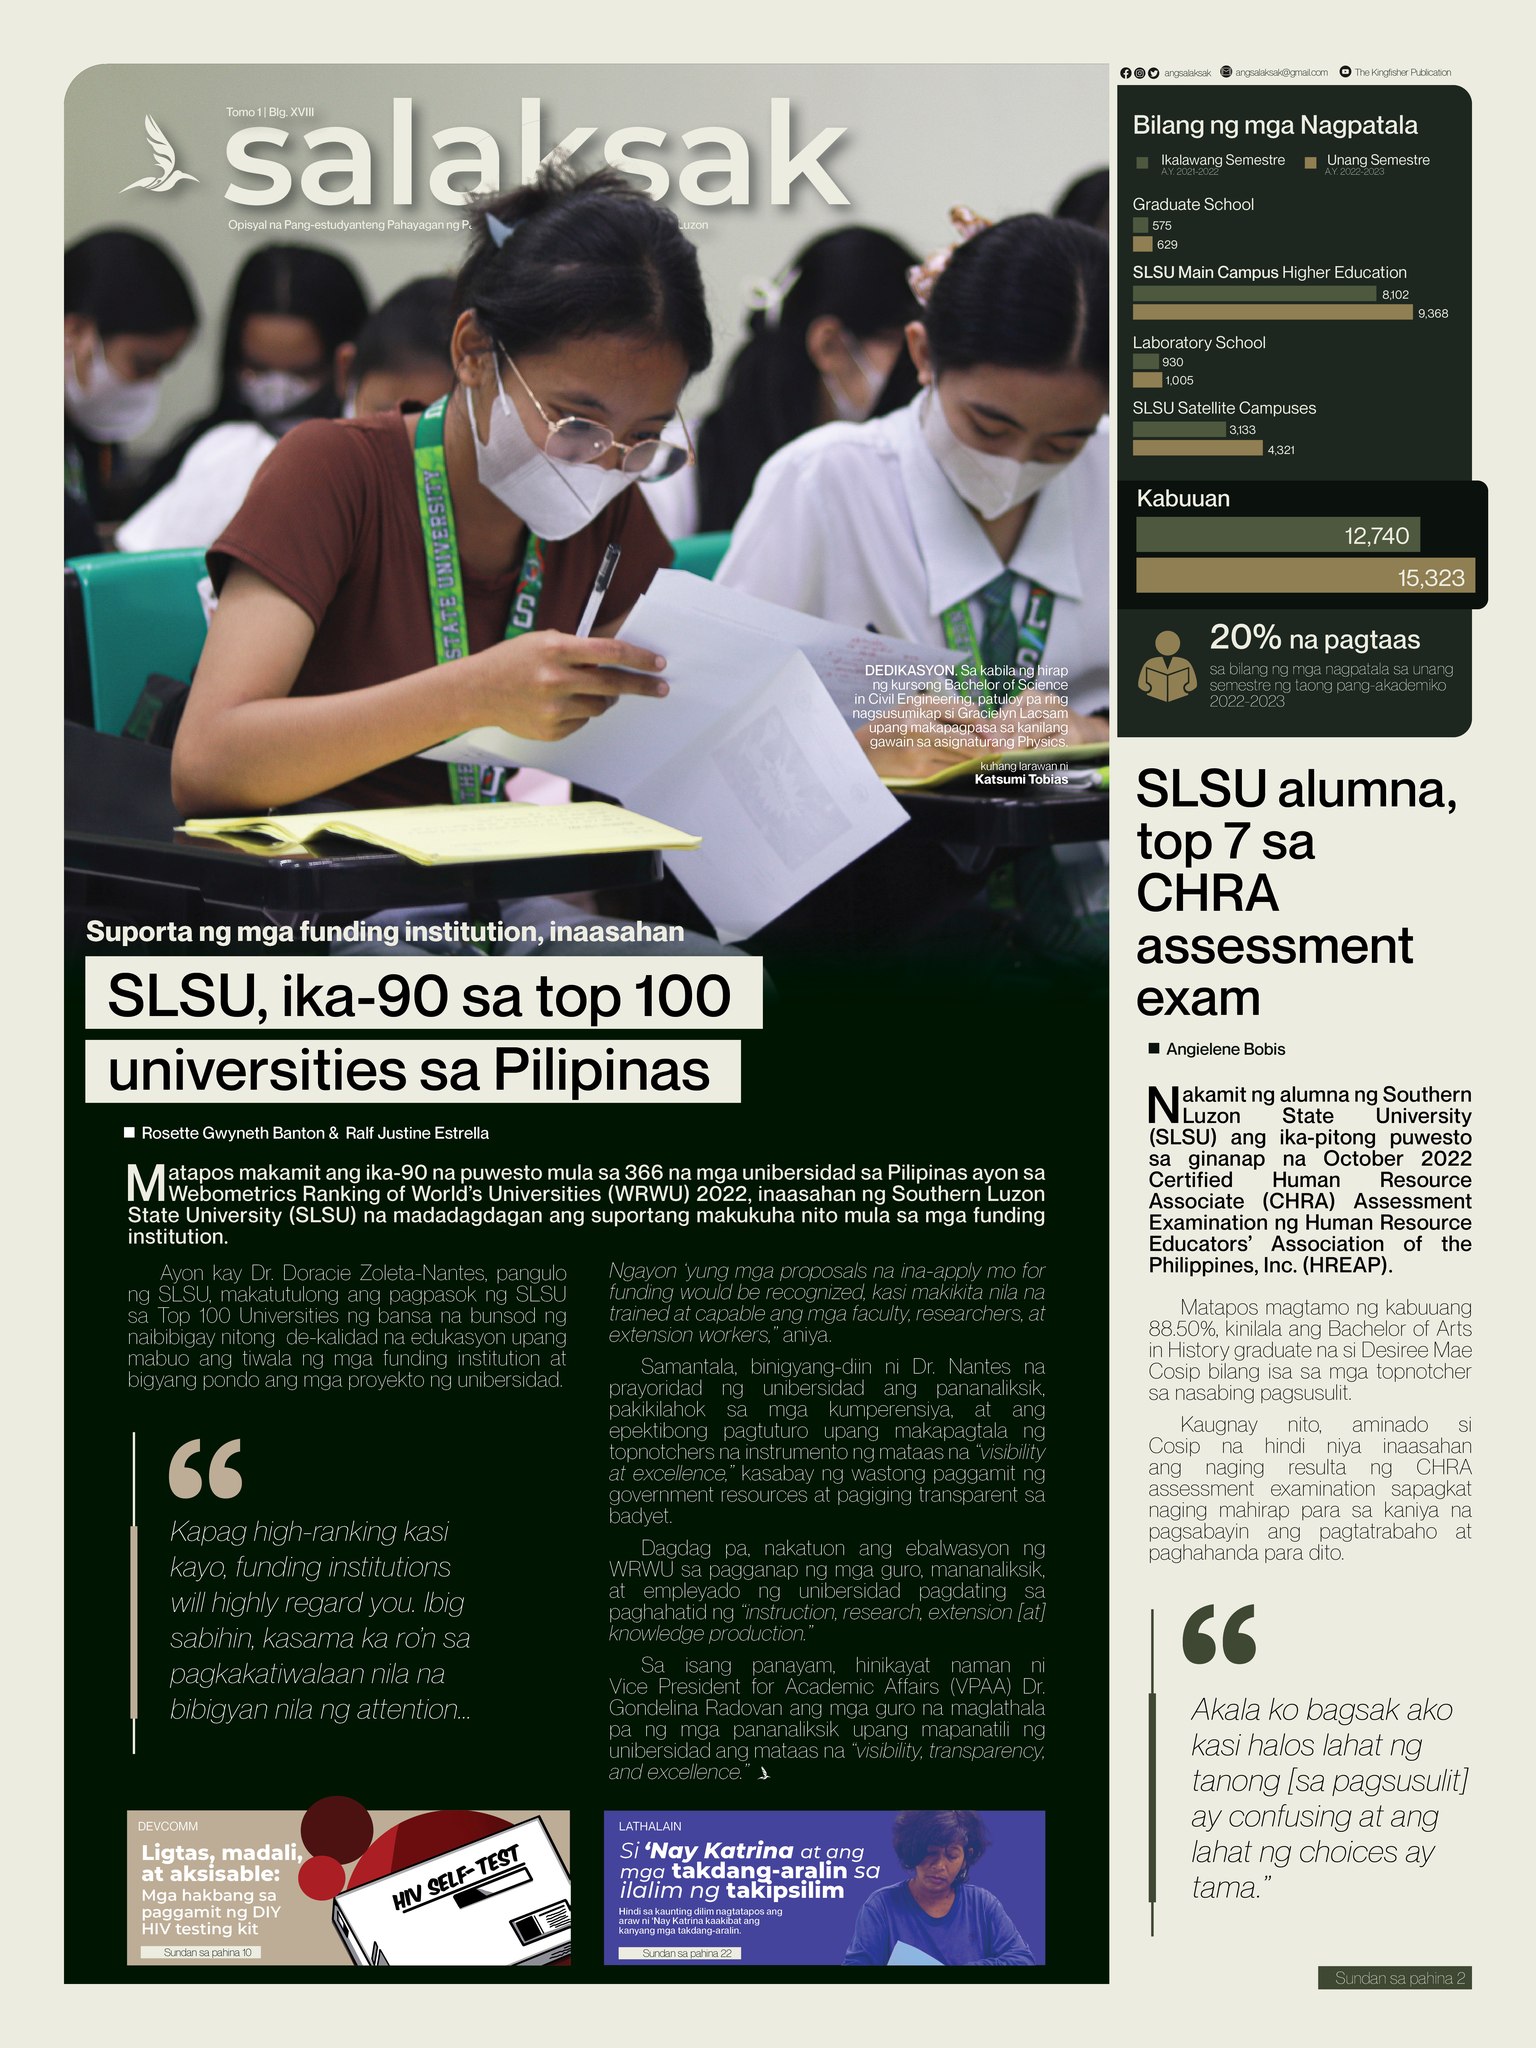 Tomo 1 | Blg. XVIII
salaksak
Opisyal na Pang-estudyanteng Pahayagan ng
Luzon
angsalaksak
angsalaksak@gmail.com
The Kingfisher Publication
Bilang ng mga Nagpatala
Ikalawang Semestre
A.Y. 2021-2022
Unang Semestre
A.Y. 2022-2023
Graduate School
575
629
SLSU Main Campus Higher Education
8,102
9,368
Laboratory School
930
1,005
SLSU Satellite Campuses
3,133
4,321
Kabuuan
12,740
15,323
20% na pagtaas
sa bilang ng mga nagpatala sa unang
semestre ng taong pang-akademiko
2022-2023
STATE UNIVERSITY
THE
DEDIKASYON. Sa kabila ng hirap
ng kursong Bachelor of Science
in Civil Engineering, patuloy pa ring
nagsusumikap si Gracielyn Lacsam
upang makapagpasa sa kanilang
gawain sa asignaturang Physics.
kuhang larawan ni
Katsumi Tobias
Suporta ng mga funding institution, inaasahan
SLSU, ika-90 sa top 100
universities sa Pilipinas
Rosette Gwyneth Banton & Ralf Justine Estrella
Matapos makamit ang ika-90 na puwesto mula sa 366 na mga unibersidad sa Pilipinas ayon sa
Webometrics Ranking of World's Universities (WRWU) 2022, inaasahan ng Southern Luzon
State University (SLSU) na madadagdagan ang suportang makukuha nito mula sa mga funding
institution.
Ayon kay Dr. Doracie Zoleta-Nantes, pangulo
ng SLSU, makatutulong ang pagpasok ng SLSU
sa Top 100 Universities ng bansa na bunsod ng
naibibigay nitong de-kalidad na edukasyon upang
mabuo ang tiwala ng mga funding institution at
bigyang pondo ang mga proyekto ng unibersidad.
“
Kapag high-ranking kasi
kayo, funding institutions
will highly regard you. Ibig
sabihin, kasama ka ro'n sa
pagkakatiwalaan nila na
bibigyan nila ng attention...
Ngayon 'yung mga proposals na ina-apply mo for
funding would be recognized, kasi makikita nila na
trained at capable ang mga faculty, researchers, at
extension workers,” aniya.
Samantala, binigyang-diin ni Dr. Nantes na
prayoridad ng unibersidad ang pananaliksik,
pakikilahok sa mga kumperensiya, at ang
epektibong pagtuturo upang makapagtala ng
topnotchers na instrumento ng mataas na “visibility
at excellence,” kasabay ng wastong paggamit ng
government resources at pagiging transparent sa
badyet.
Dagdag pa, nakatuon ang ebalwasyon ng
WRWU sa pagganap ng mga guro, mananaliksik,
at empleyado ng unibersidad pagdating sa
paghahatid ng “instruction, research, extension [at]
knowledge production.”
Sa isang panayam, hinikayat naman ni
Vice President for Academic Affairs (VPAA) Dr.
Gondelina Radovan ang mga guro na maglathala
pa ng mga pananaliksik upang mapanatili ng
unibersidad ang mataas na “visibility, transparency,
and excellence.”
DEVCOMM
Ligtas, madali,
at aksisable:
Mga hakbang sa
paggamit ng DIY
HIV testing kit
Sundan sa pahina 10
HIV SELF-TEST
LATHALAIN
Si ‘Nay Katrina at ang
mga takdang-aralin sa
ilalim ng takipsilim
Hindi sa kaunting dilim nagtatapos ang
araw ni 'Nay Katrina kaakibat ang
kanyang mga takdang-aralin.
Sundan sa pahina 22
SLSU alumna,
top 7 sa
CHRA
assessment
exam
Angielene Bobis
Nakamit ng alumna ng Southern
Luzon State University
(SLSU) ang ika-pitong puwesto
sa ginanap na October 2022
Certified Human Resource
Associate (CHRA) Assessment
Examination ng Human Resource
Educators' Association of the
Philippines, Inc. (HREAP).
Matapos magtamo ng kabuuang
88.50%, kinilala ang Bachelor of Arts
in History graduate na si Desiree Mae
Cosip bilang isa sa mga topnotcher
sa nasabing pagsusulit.
Kaugnay nito, aminado si
Cosip na hindi niya inaasahan
ang naging resulta ng CHRA
assessment examination sapagkat
naging mahirap para sa kaniya na
pagsabayin ang pagtatrabaho at
paghahanda para dito.
“
Akala ko bagsak ako
kasi halos lahat ng
tanong [sa pagsusulit]
ay confusing at ang
lahat ng choices ay
tama.”
Sundan sa pahina 2